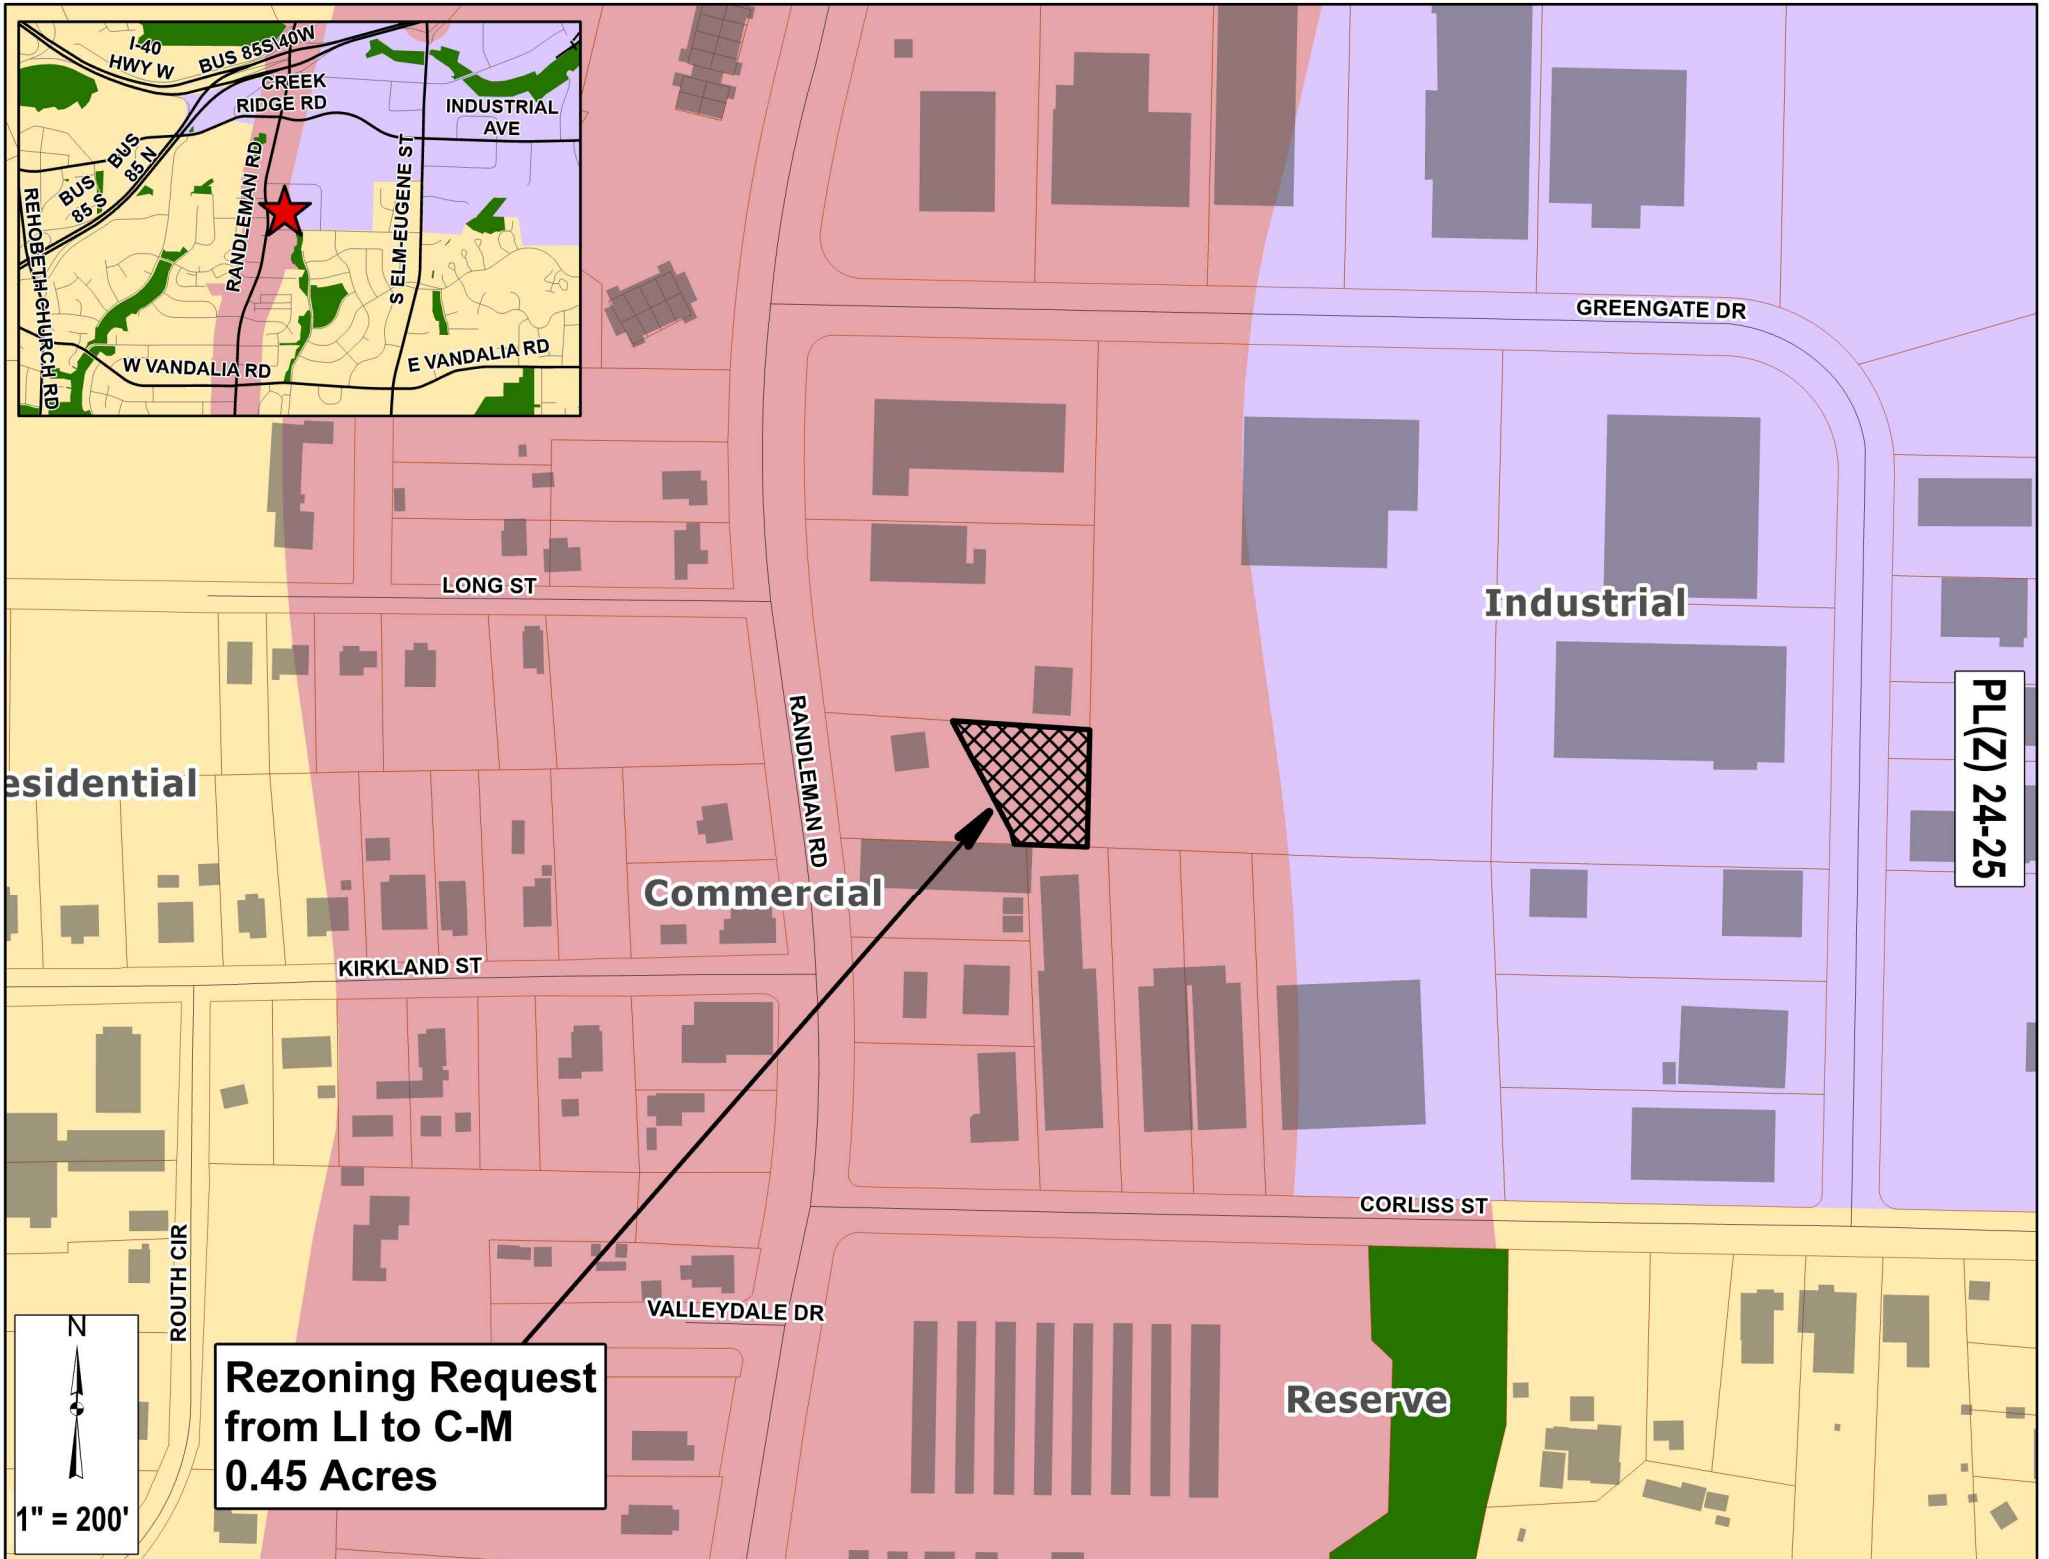 I-40
HWY W
BUS 85S\40W
CREEK
RIDGE RD
INDUSTRIAL
AVE
BUS
85 N
BUS
85 S
RANDLEMAN RD
S ELM-EUGENE ST
REHOBETH-CHURCH RD
W VANDALIA RD
E VANDALIA RD
GREENGATE DR
LONG ST
Industrial
RANDLEMAN RD
PL(Z) 24-25
esidential
Commercial
KIRKLAND ST
CORLISS ST
ROUTH CIR
VALLEYDALE DR
Reserve
N
1" = 200'
Rezoning Request
from LI to C-M
0.45 Acres